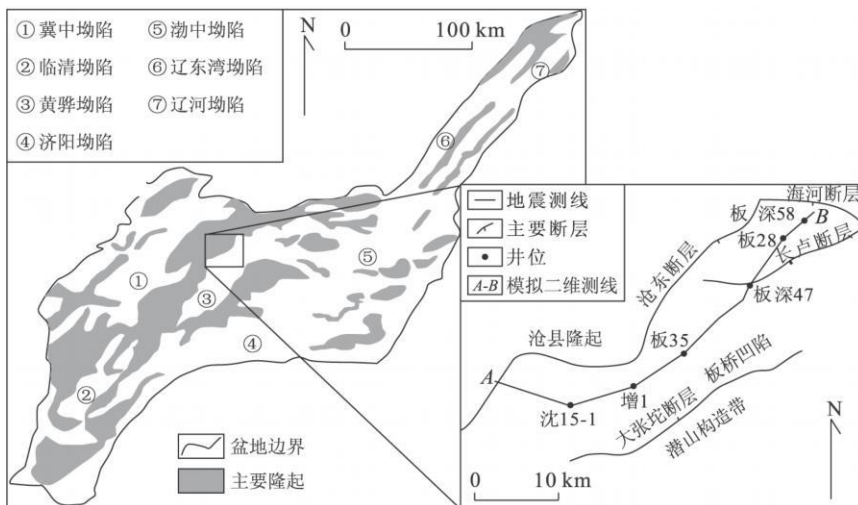 ① 冀中坳陷 ⑤ 渤中坳陷
② 临清坳陷 ⑥ 辽东湾坳陷
③ 黄骅坳陷 ⑦ 辽河坳陷
④ 济阳坳陷
N
0 100 km
⑦
⑥
⑤
①
③
④
②
盆地边界
主要隆起
地震测线
主要断层
井位
A-B 模拟二维测线
海河断层
板深58
B
板28
长卢断层
板深47
沧东断层
沧县隆起
板35
A
沈15-1
增1
大张坨断层
板桥凹陷
潜山构造带
N
0 10 km